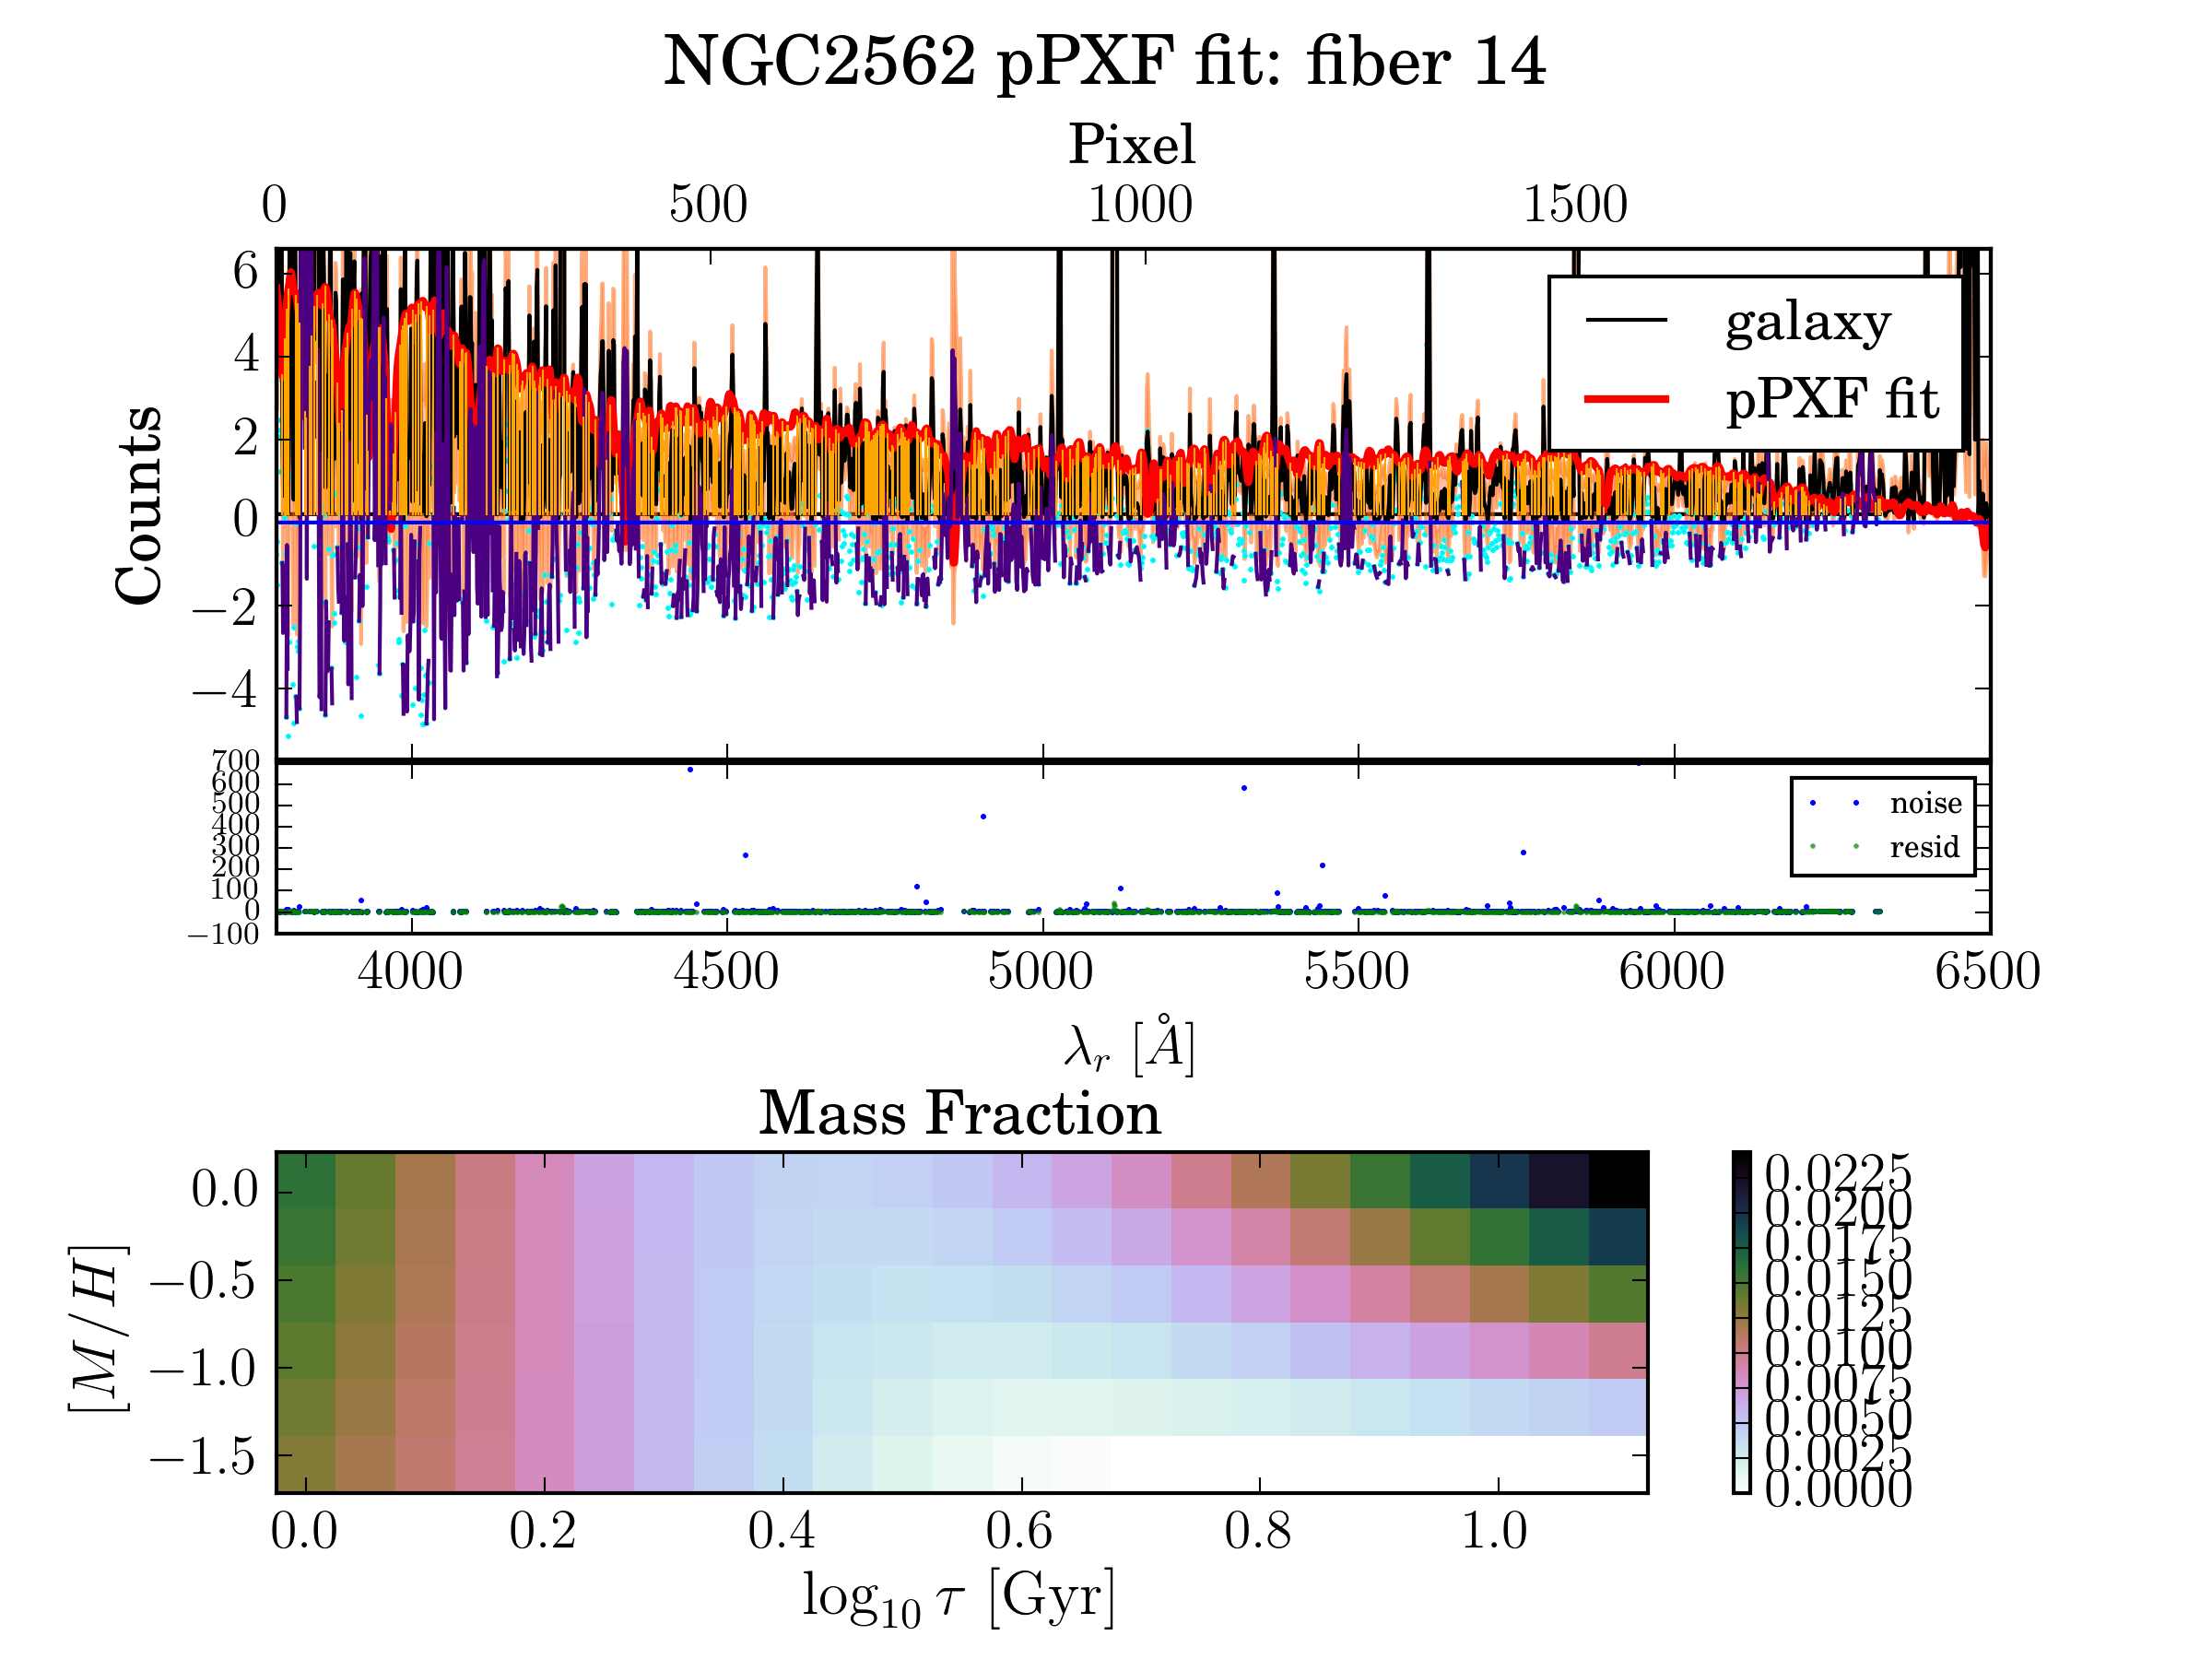 NGC2562 pPXF fit: fiber 14
Pixel
0 500 1000 1500
6
4
2
0
−2
−4
Counts
galaxy
pPXF fit
700
600
500
400
300
200
100
0
−100
noise
resid
4000 4500 5000 5500 6000 6500
λr [Å]
Mass Fraction
0.0
−0.5
−1.0
−1.5
[M/H]
0.0 0.2 0.4 0.6 0.8 1.0
log10 τ [Gyr]
0.0225
0.0200
0.0175
0.0150
0.0125
0.0100
0.0075
0.0050
0.0025
0.0000